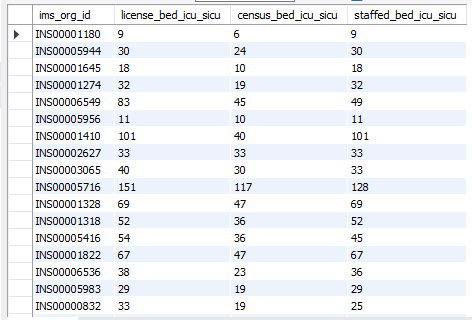 ims_org_id license_bed_icu_sicu census_bed_icu_sicu staffed_bed_icu_sicu
INS00001180 9 6 9
INS00005944 30 24 30
INS00001645 18 10 18
INS00001274 32 19 32
INS00006549 83 45 49
INS00005956 11 10 11
INS00001410 101 40 101
INS00002627 33 33 33
INS00003065 40 30 33
INS00005716 151 117 128
INS00001328 69 47 69
INS00001318 52 36 52
INS00005416 54 36 45
INS00001822 67 47 67
INS00006536 38 23 36
INS00005983 29 19 29
INS00000832 33 19 25